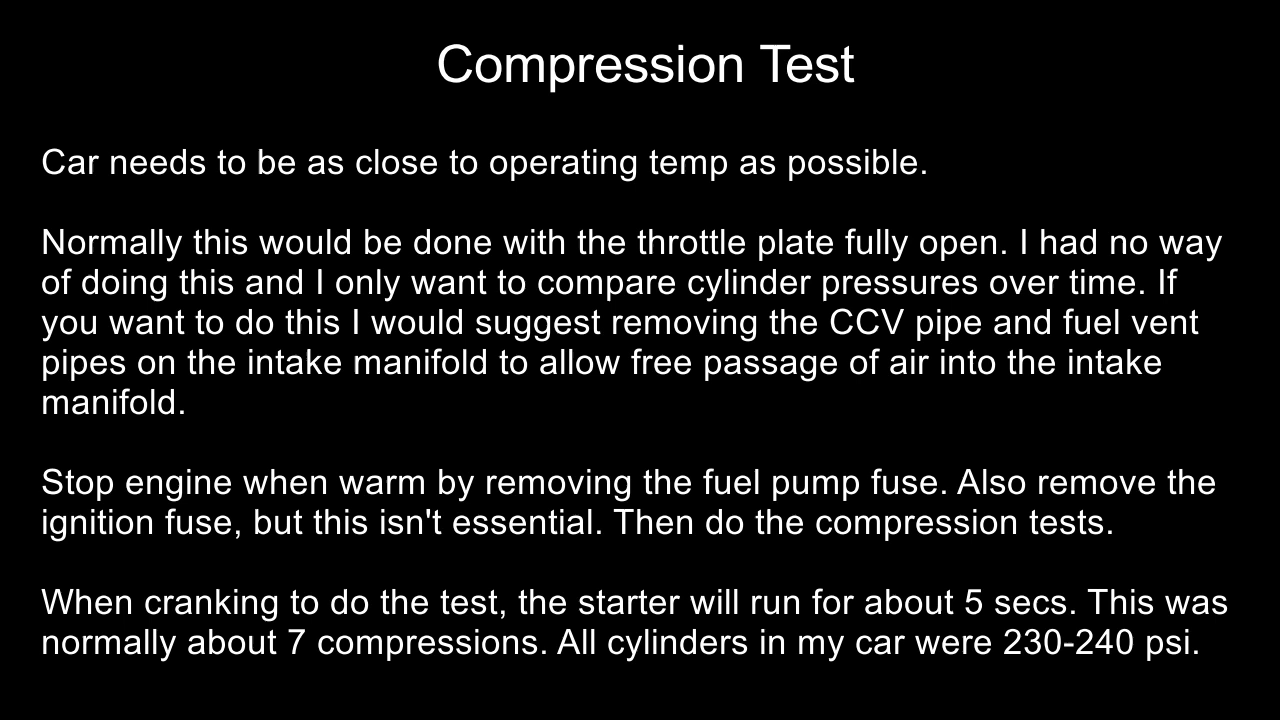 Compression Test
Car needs to be as close to operating temp as possible.
Normally this would be done with the throttle plate fully open. I had no way
of doing this and I only want to compare cylinder pressures over time. If
you want to do this I would suggest removing the CCV pipe and fuel vent
pipes on the intake manifold to allow free passage of air into the intake
manifold.
Stop engine when warm by removing the fuel pump fuse. Also remove the
ignition fuse, but this isn't essential. Then do the compression tests.
When cranking to do the test, the starter will run for about 5 secs. This was
normally about 7 compressions. All cylinders in my car were 230-240 psi.